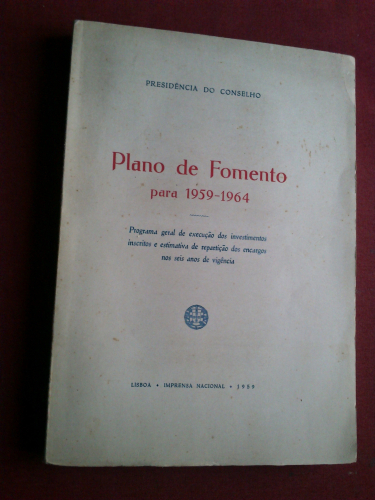 PRESIDÊNCIA DO CONSELHO
Plano de Fomento
para 1959-1964
Programa geral de execução dos investimentos
inscritos e estimativa de repartição dos encargos
nos seis anos de vigência
LISBOA • IMPRENSA NACIONAL • 1959